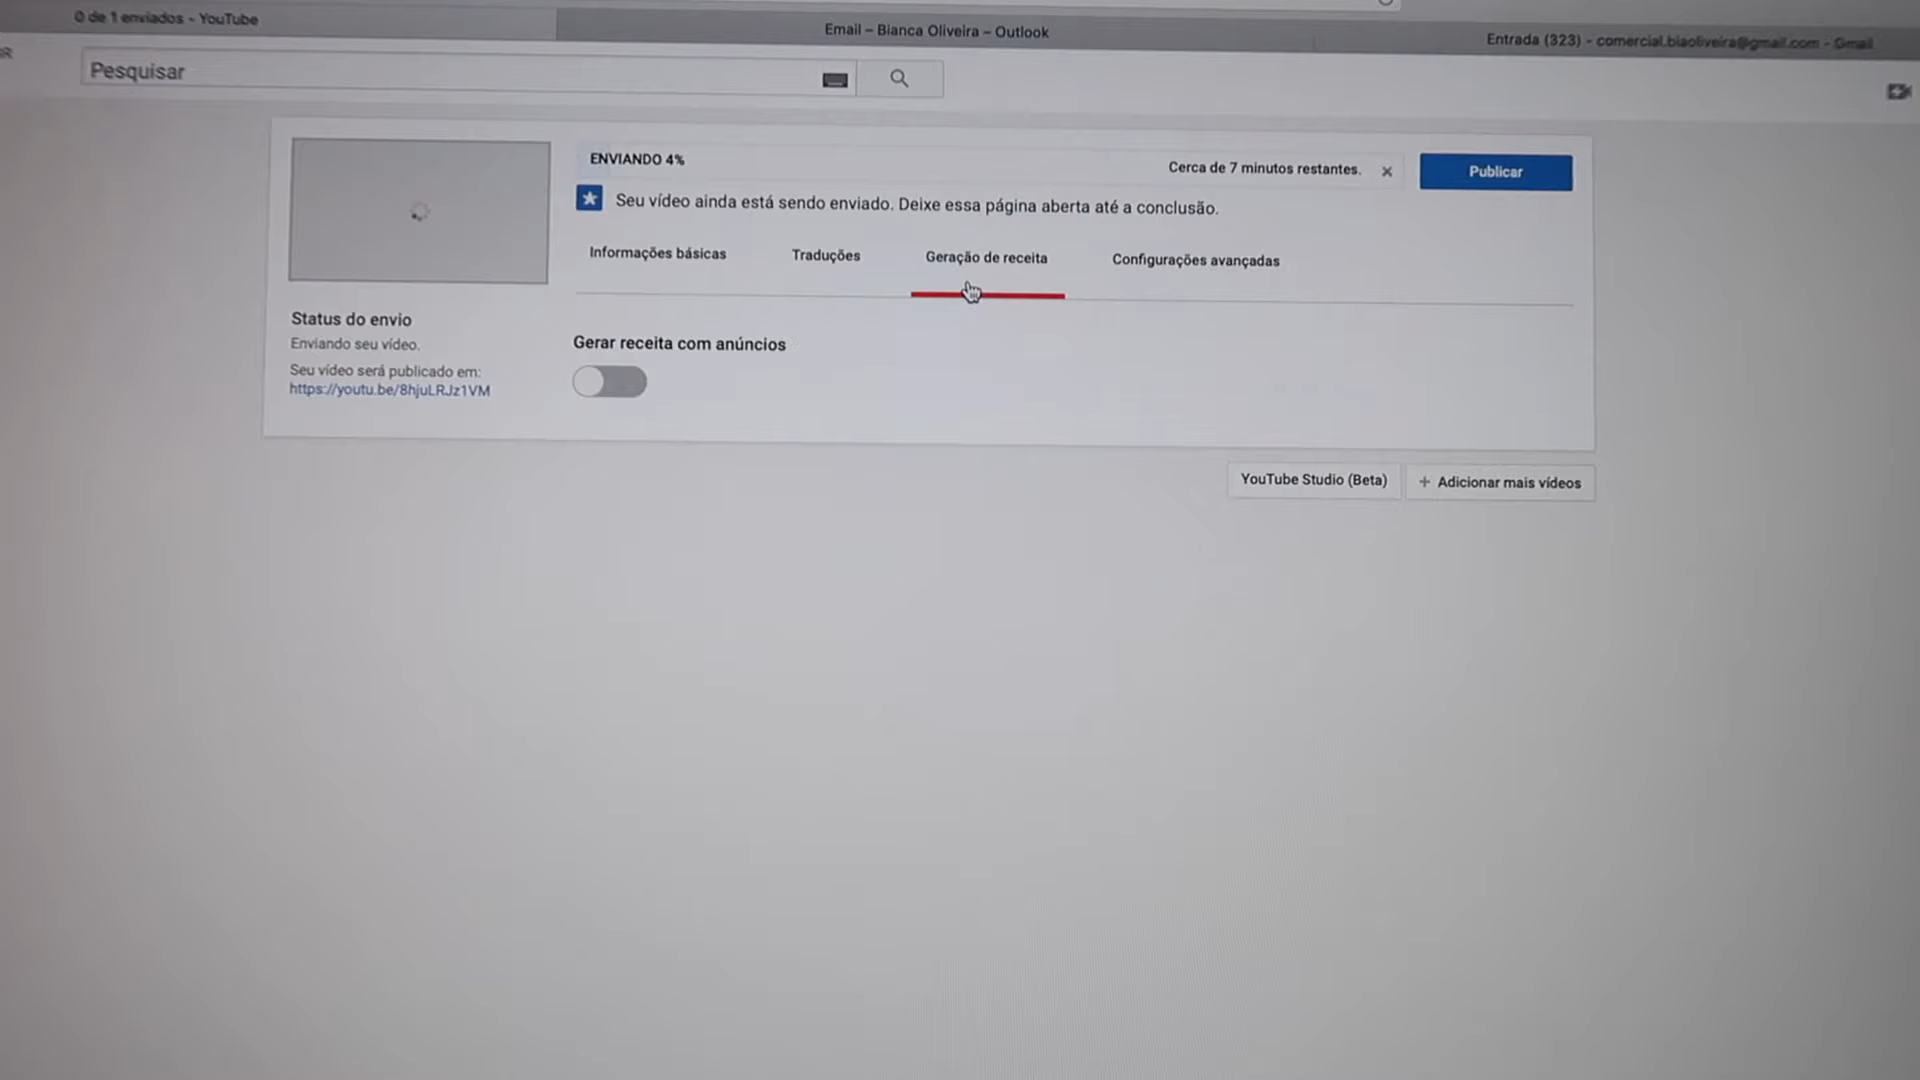 0 de 1 enviados - YouTube
Email – Bianca Oliveira – Outlook
Entrada (323) - comercial.biaoliveira@gmail.com - Gmail
Pesquisar
ENVIANDO 4%
Cerca de 7 minutos restantes.
Publicar
Seu vídeo ainda está sendo enviado. Deixe essa página aberta até a conclusão.
Informações básicas
Traduções
Geração de receita
Configurações avançadas
Status do envio
Enviando seu vídeo.
Seu vídeo será publicado em:
https://youtu.be/8hjuLRJz1VM
Gerar receita com anúncios
YouTube Studio (Beta)
+ Adicionar mais vídeos